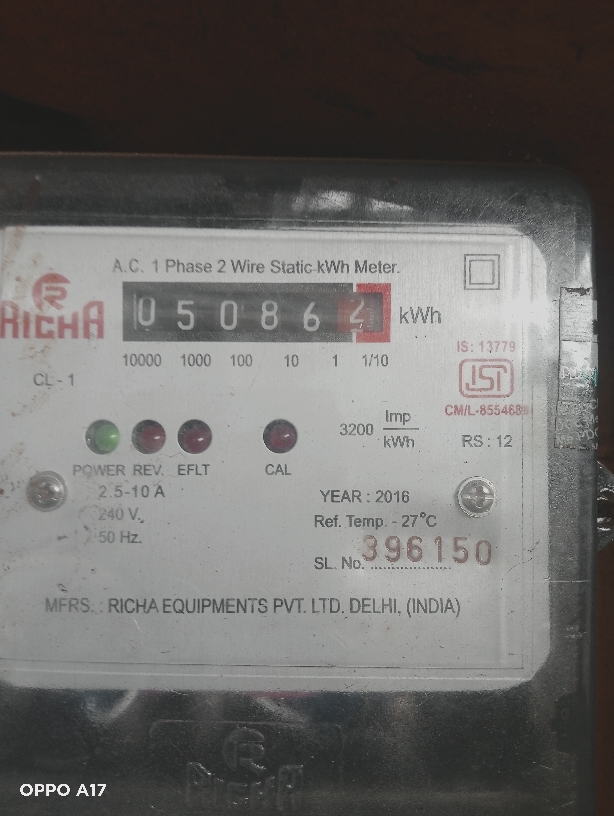 A.C. 1 Phase 2 Wire Static kWh Meter.
RICHA
0 5 0 8 6 2 kWh
10000 1000 100 10 1 1/10
CL - 1
IS : 13779
ISI
CM/L-855468
3200 Imp/kWh
RS : 12
POWER REV. EFLT CAL
2.5-10 A
240 V.
50 Hz.
YEAR : 2016
Ref. Temp. - 27°C
SL. No. 396150
MFRS. : RICHA EQUIPMENTS PVT. LTD. DELHI, (INDIA)
RICHA
OPPO A17